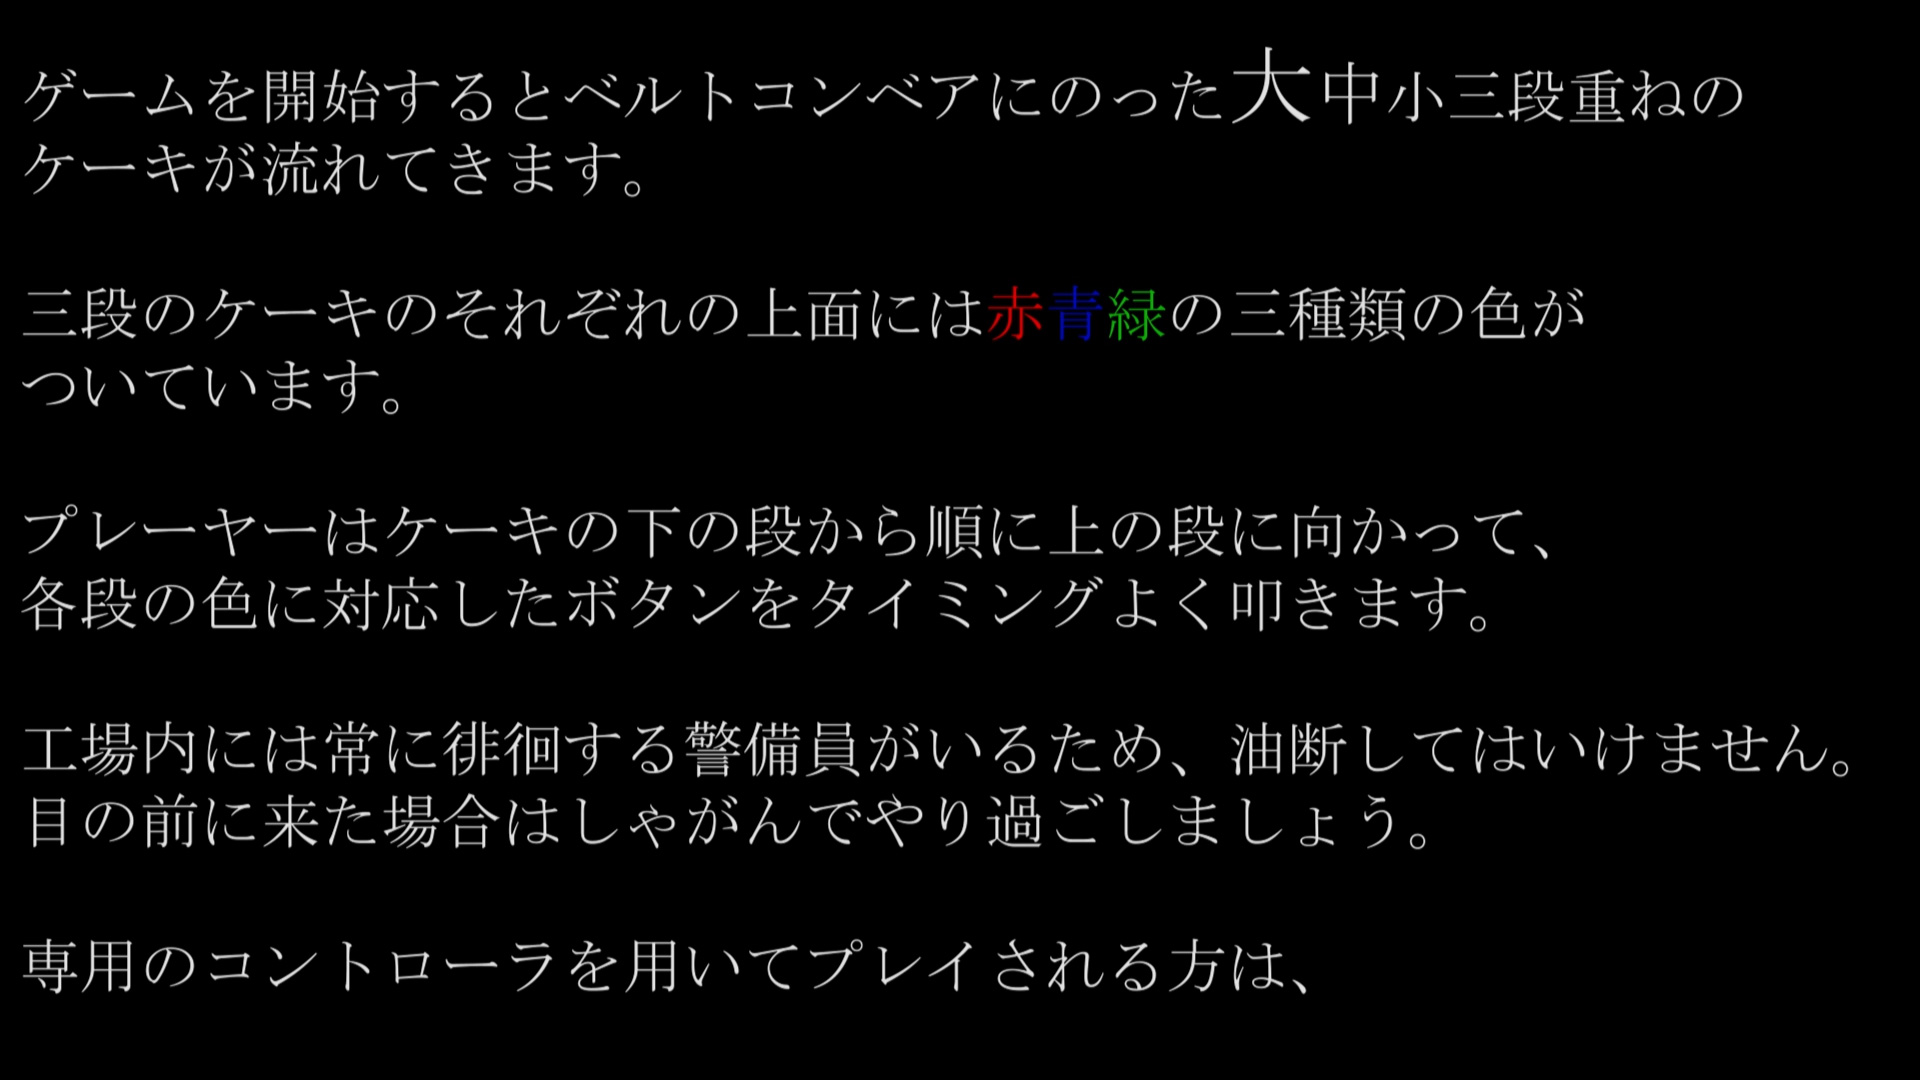 ゲームを開始するとベルトコンベアにのった大中小三段重ねの
ケーキが流れてきます。
三段のケーキのそれぞれの上面には赤青緑の三種類の色が
ついています。
プレーヤーはケーキの下の段から順に上の段に向かって、
各段の色に対応したボタンをタイミングよく叩きます。
工場内には常に徘徊する警備員がいるため、油断してはいけません。
目の前に来た場合はしゃがんでやり過ごしましょう。
専用のコントローラを用いてプレイされる方は、